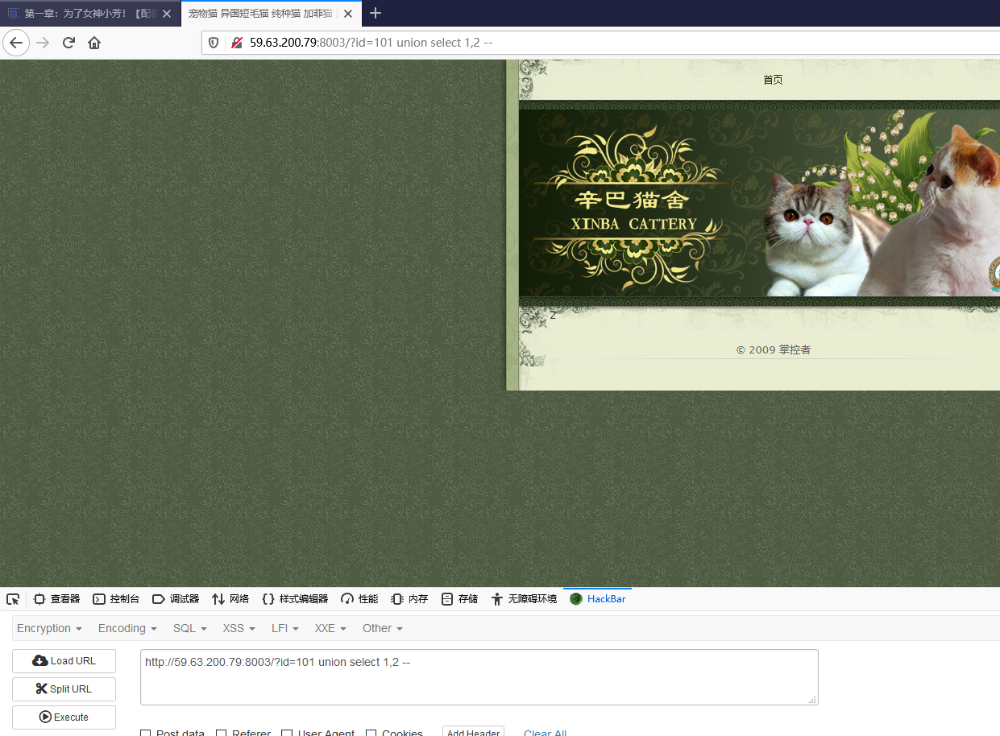 第一章：为了女神小芳！【配套
宠物猫 异国短毛猫 纯种猫 加菲猫
59.63.200.79:8003/?id=101 union select 1,2 --
首页
辛巴猫舍
XINBA CATTERY
2
© 2009 掌控者
查看器 控制台 调试器 网络 样式编辑器 性能 内存 存储 无障碍环境 HackBar
Encryption Encoding SQL XSS LFI XXE Other
Load URL
http://59.63.200.79:8003/?id=101 union select 1,2 --
Split URL
Execute
Post data Referer User Agent Cookies Add Header Clear All